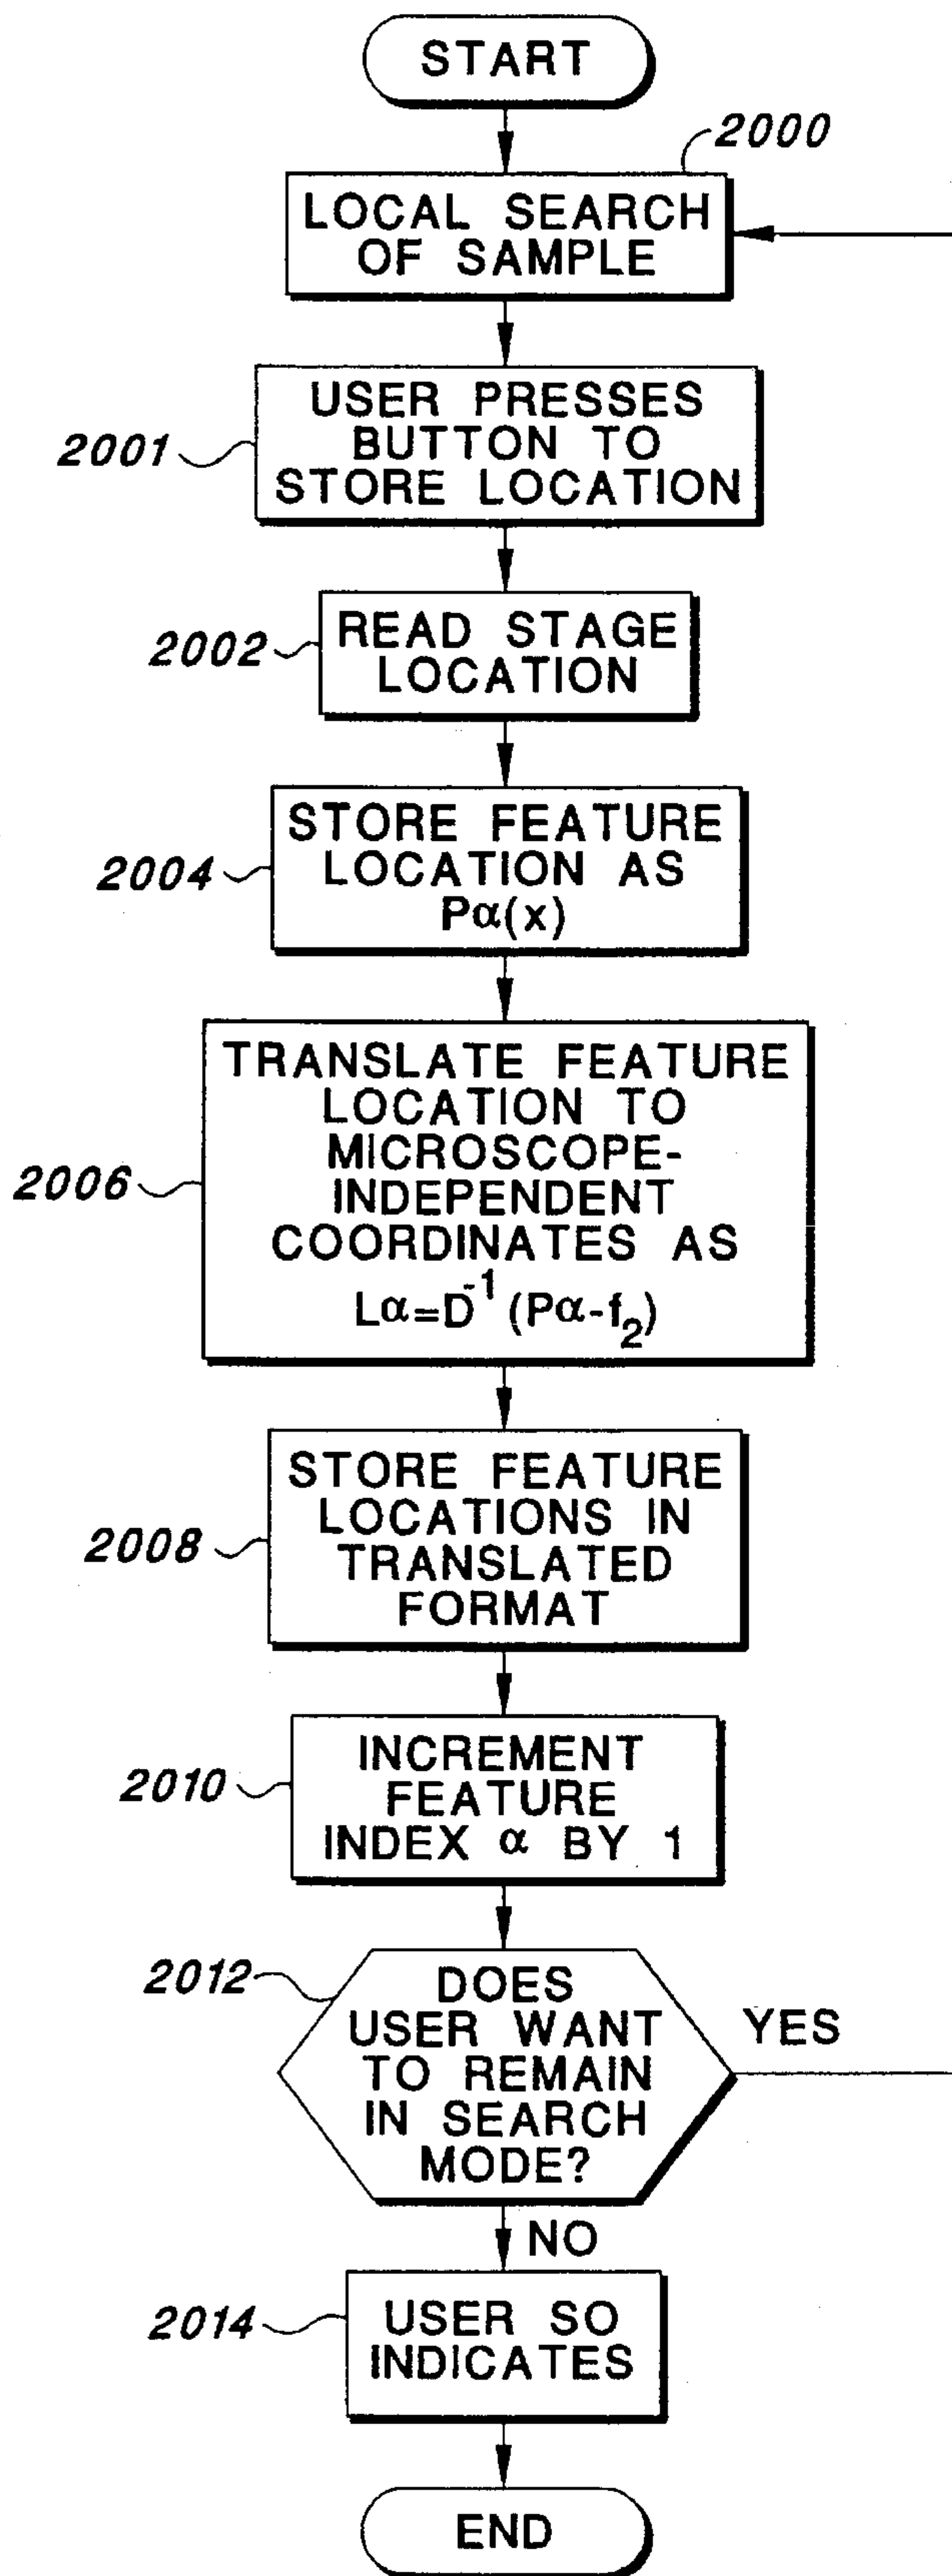 START
2000
LOCAL SEARCH
OF SAMPLE
USER PRESSES
BUTTON TO
STORE LOCATION
2001
READ STAGE
LOCATION
2002
STORE FEATURE
LOCATION AS
Pα(x)
2004
TRANSLATE FEATURE
LOCATION TO
MICROSCOPE-
INDEPENDENT
COORDINATES AS
Lα=D⁻¹ (Pα-f₂)
2006
STORE FEATURE
LOCATIONS IN
TRANSLATED
FORMAT
2008
INCREMENT
FEATURE
INDEX α BY 1
2010
2012
DOES
USER WANT
TO REMAIN
IN SEARCH
MODE?
YES
NO
USER SO
INDICATES
2014
END